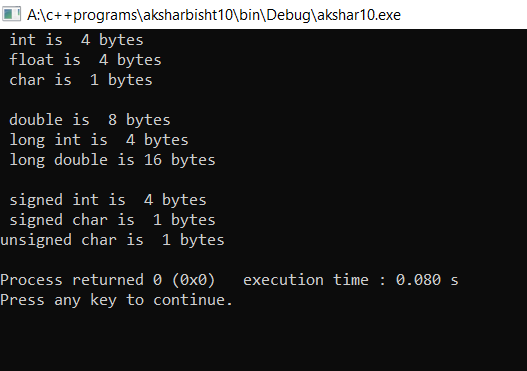 A:\c++programs\aksharbisht10\bin\Debug\akshar10.exe
int is  4 bytes
float is  4 bytes
char is  1 bytes
double is  8 bytes
long int is  4 bytes
long double is 16 bytes
signed int is  4 bytes
signed char is  1 bytes
unsigned char is  1 bytes
Process returned 0 (0x0)   execution time : 0.080 s
Press any key to continue.